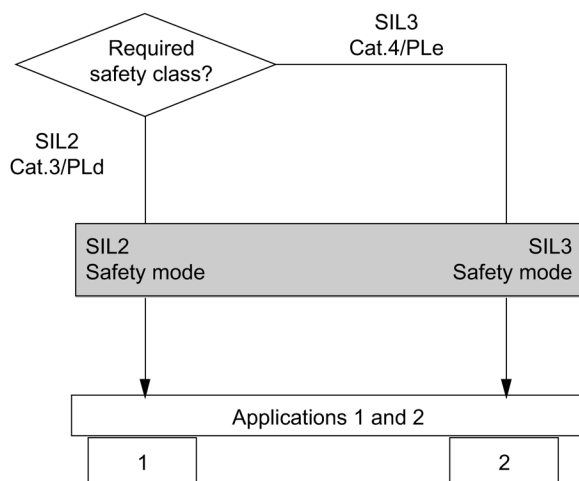 Required
safety class?
SIL3
Cat.4/PLe
SIL2
Cat.3/PLd
SIL2
Safety mode
SIL3
Safety mode
Applications 1 and 2
1
2